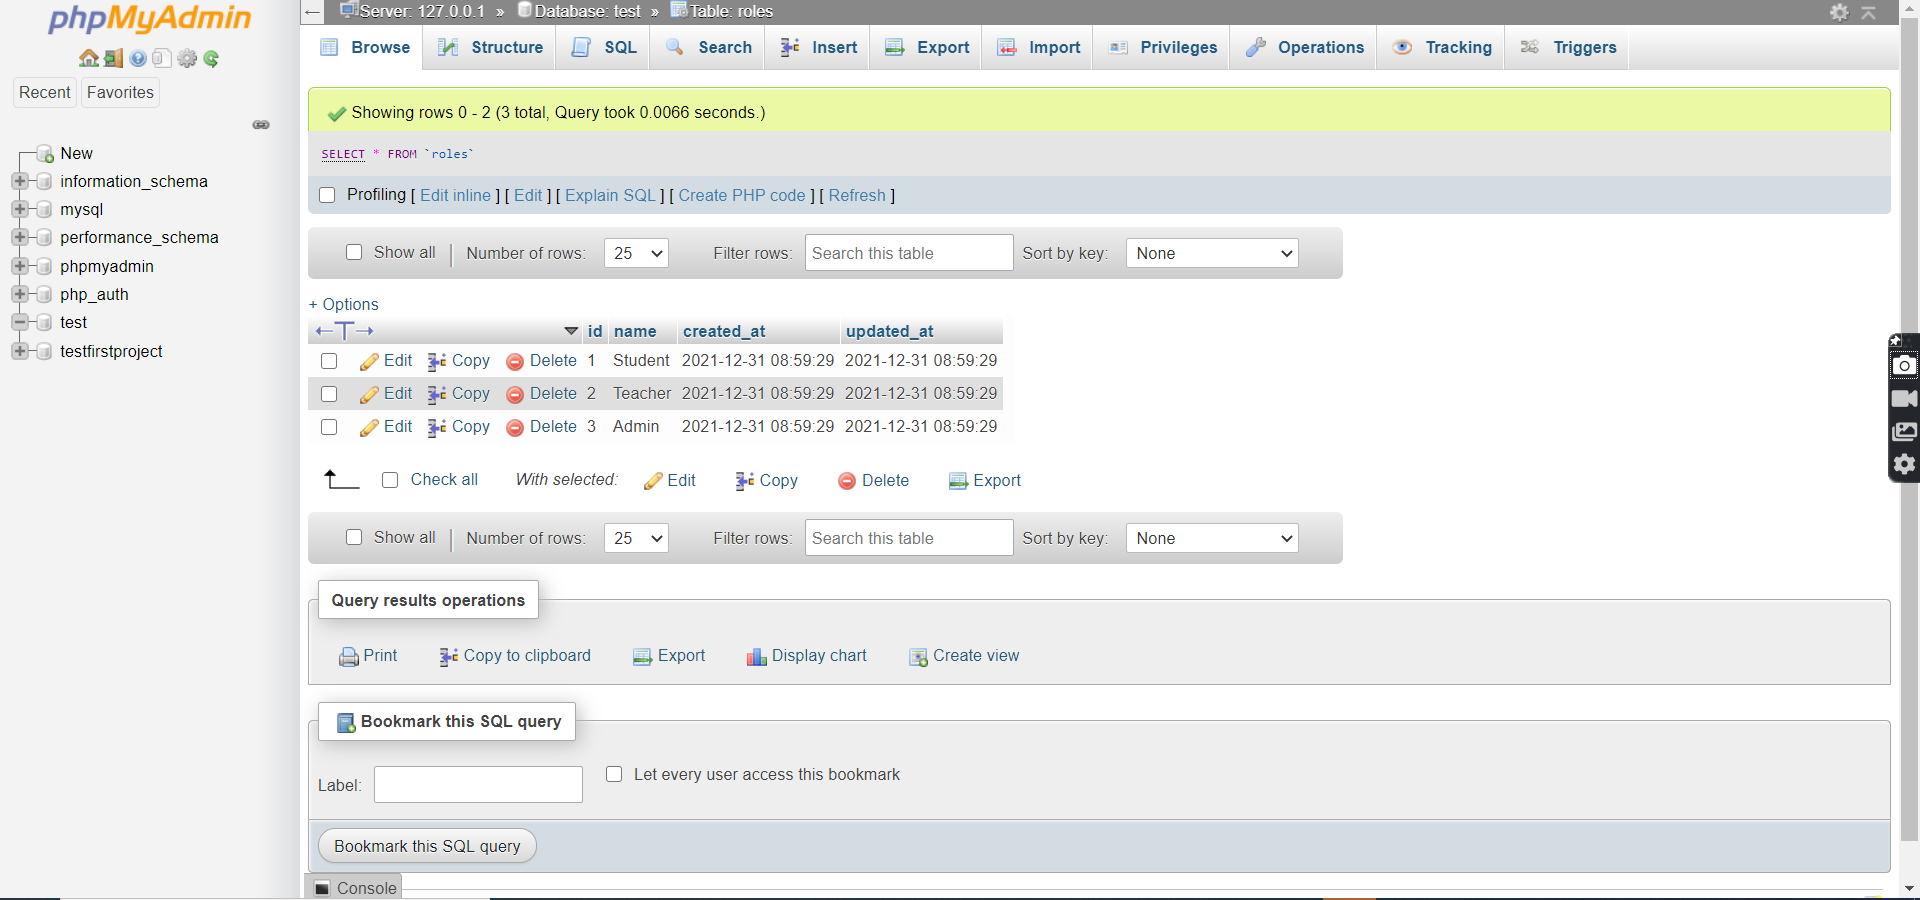 phpMyAdmin
Recent Favorites
New
information_schema
mysql
performance_schema
phpmyadmin
php_auth
test
testfirstproject
Server: 127.0.0.1 » Database: test » Table: roles
Browse Structure SQL Search Insert Export Import Privileges Operations Tracking Triggers
Showing rows 0 - 2 (3 total, Query took 0.0066 seconds.)
SELECT * FROM `roles`
Profiling [ Edit inline ] [ Edit ] [ Explain SQL ] [ Create PHP code ] [ Refresh ]
Show all Number of rows: 25 Filter rows: Search this table Sort by key: None
+ Options
id name created_at updated_at
Edit Copy Delete 1 Student 2021-12-31 08:59:29 2021-12-31 08:59:29
Edit Copy Delete 2 Teacher 2021-12-31 08:59:29 2021-12-31 08:59:29
Edit Copy Delete 3 Admin 2021-12-31 08:59:29 2021-12-31 08:59:29
Check all With selected: Edit Copy Delete Export
Show all Number of rows: 25 Filter rows: Search this table Sort by key: None
Query results operations
Print Copy to clipboard Export Display chart Create view
Bookmark this SQL query
Label: Let every user access this bookmark
Bookmark this SQL query
Console